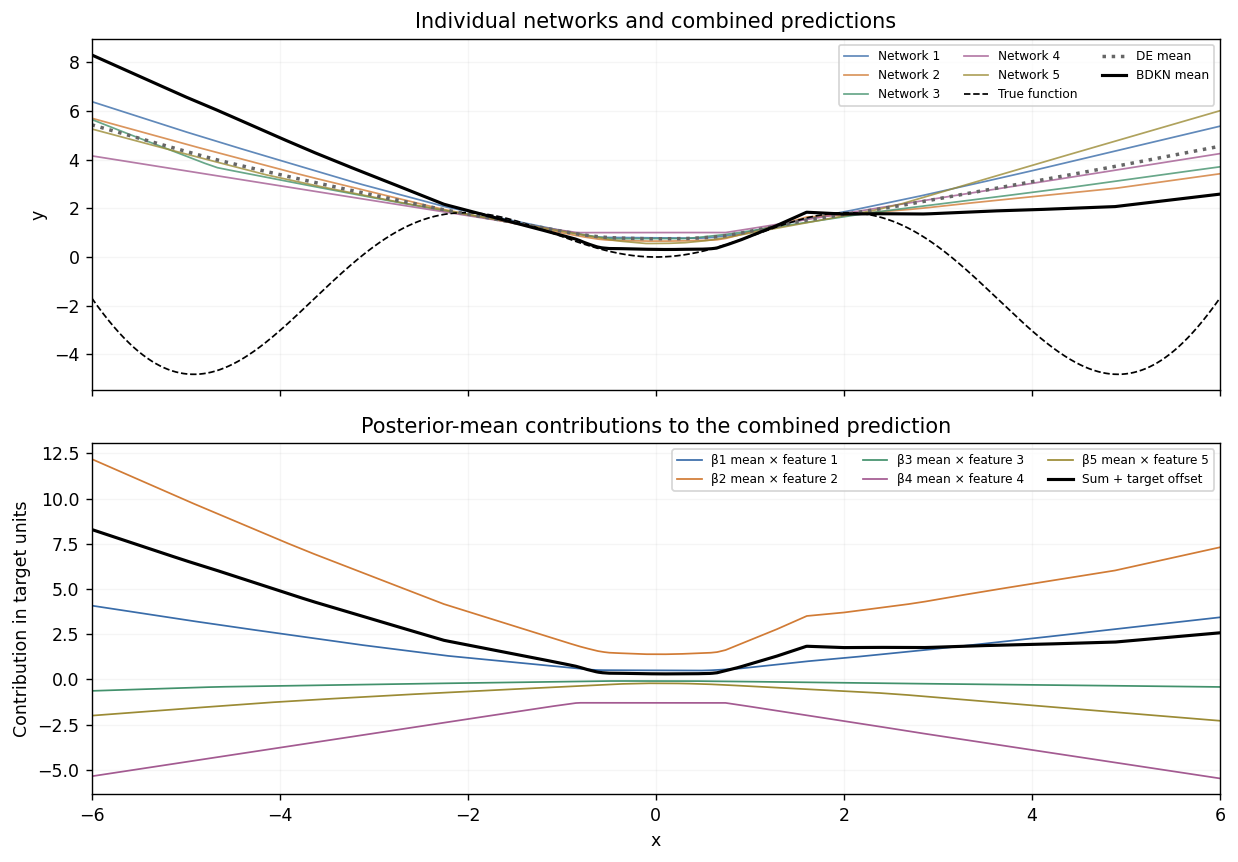 Individual networks and combined predictions
Network 1
Network 2
Network 3
Network 4
Network 5
True function
DE mean
BDKN mean
8
6
4
2
0
−2
−4
y
Posterior-mean contributions to the combined prediction
β1 mean × feature 1
β2 mean × feature 2
β3 mean × feature 3
β4 mean × feature 4
β5 mean × feature 5
Sum + target offset
12.5
10.0
7.5
5.0
2.5
0.0
−2.5
−5.0
Contribution in target units
−6
−4
−2
0
2
4
6
x